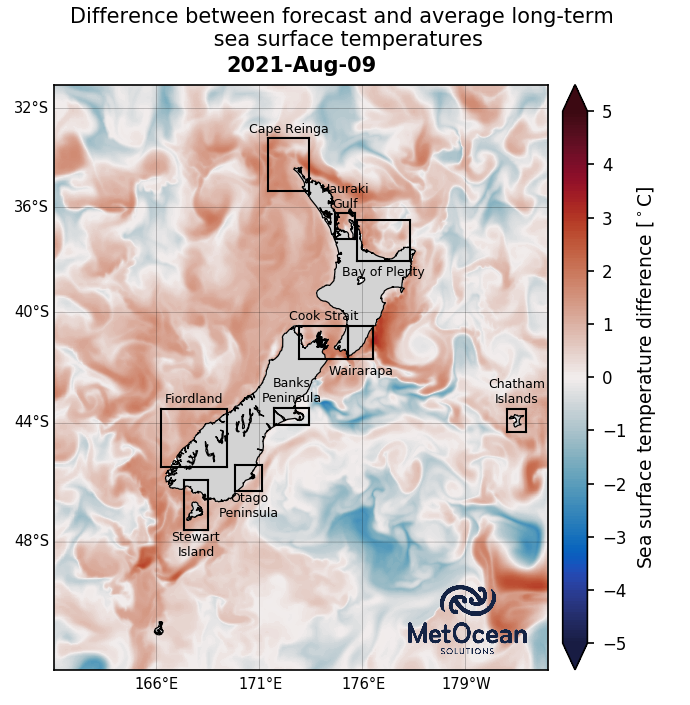 Difference between forecast and average long-term
sea surface temperatures
2021-Aug-09
32°S
36°S
40°S
44°S
48°S
Cape Reinga
Hauraki
Gulf
Bay of Plenty
Cook Strait
Wairarapa
Banks
Peninsula
Fiordland
Chatham
Islands
Otago
Peninsula
Stewart
Island
MetOcean
SOLUTIONS
166°E
171°E
176°E
179°W
5
4
3
2
1
0
−1
−2
−3
−4
−5
Sea surface temperature difference [°C]